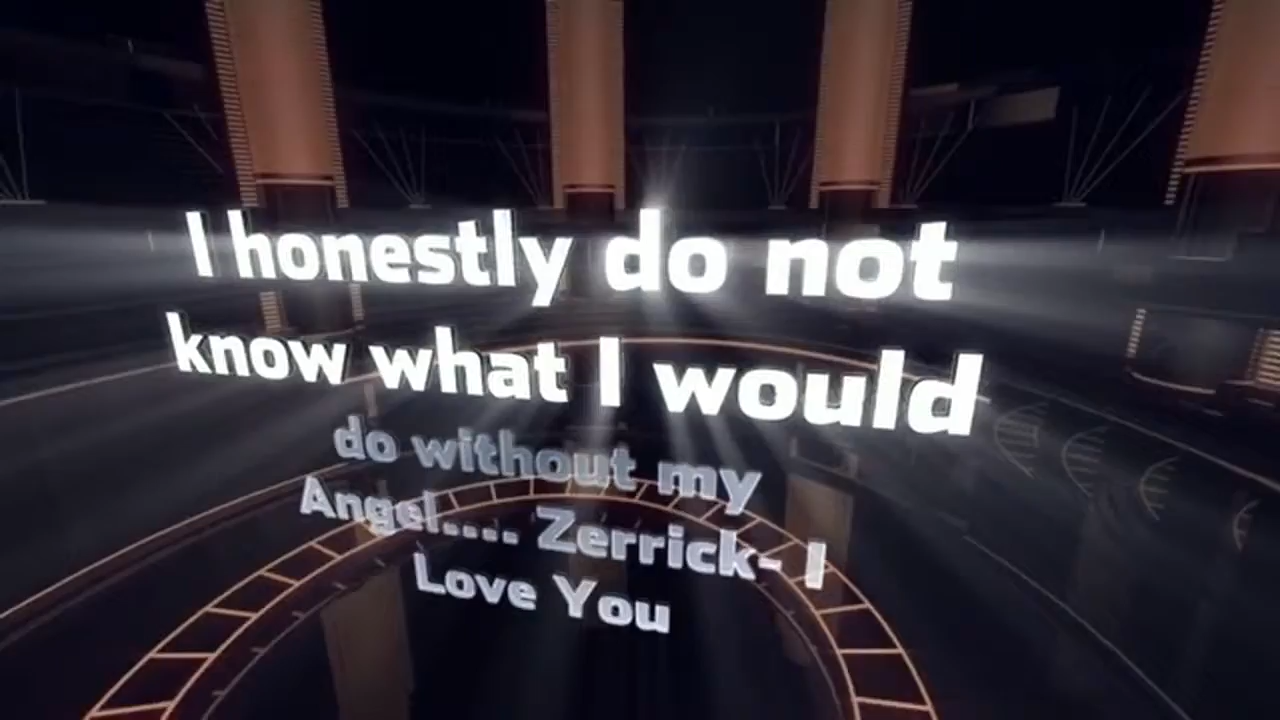 I honestly do not
know what I would
do without my
Angel.... Zerrick- I
Love You